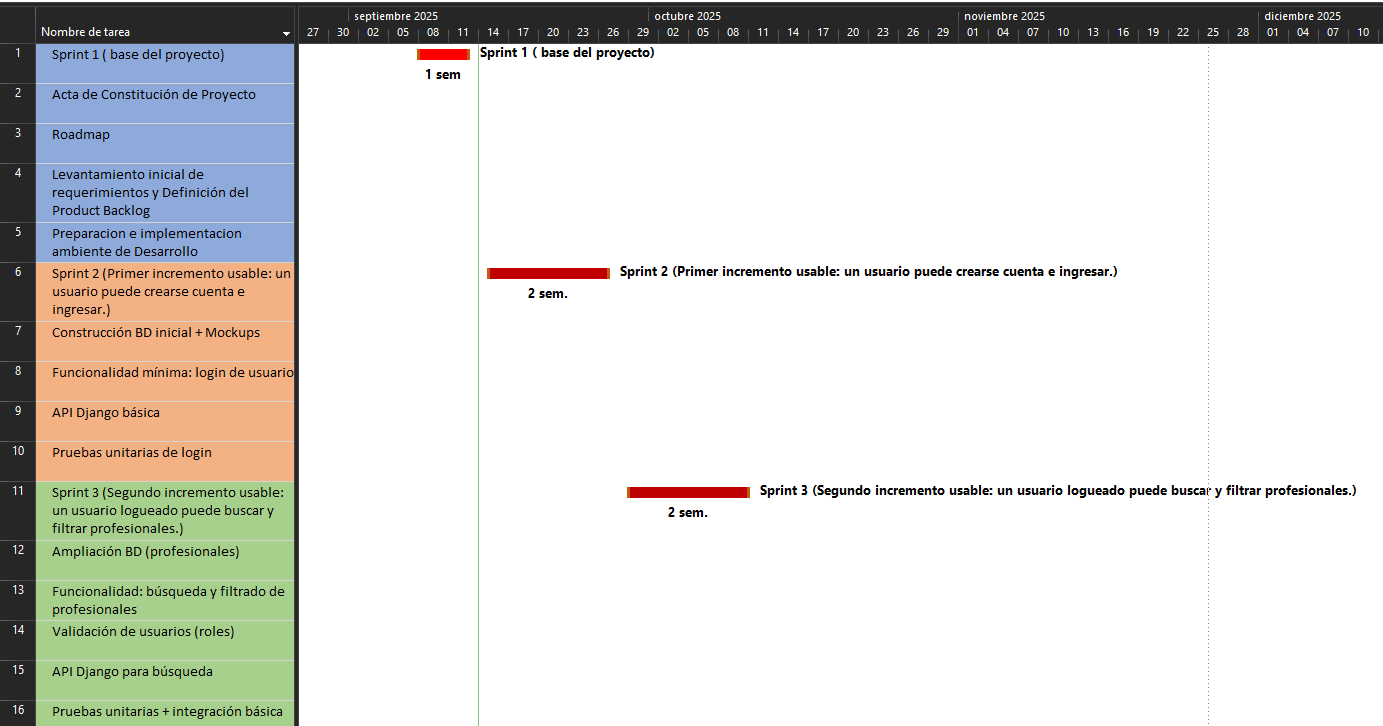 septiembre 2025 octubre 2025 noviembre 2025 diciembre 2025
Nombre de tarea
27 30 02 05 08 11 14 17 20 23 26 29 02 05 08 11 14 17 20 23 26 29 01 04 07 10 13 16 19 22 25 28 01 04 07 10
1 Sprint 1 ( base del proyecto)
Sprint 1 ( base del proyecto)
1 sem
2 Acta de Constitución de Proyecto
3 Roadmap
4 Levantamiento inicial de
requerimientos y Definición del
Product Backlog
5 Preparacion e implementacion
ambiente de Desarrollo
6 Sprint 2 (Primer incremento usable: un
usuario puede crearse cuenta e
ingresar.)
Sprint 2 (Primer incremento usable: un usuario puede crearse cuenta e ingresar.)
2 sem.
7 Construcción BD inicial + Mockups
8 Funcionalidad mínima: login de usuario
9 API Django básica
10 Pruebas unitarias de login
11 Sprint 3 (Segundo incremento usable:
un usuario logueado puede buscar y
filtrar profesionales.)
Sprint 3 (Segundo incremento usable: un usuario logueado puede buscar y filtrar profesionales.)
2 sem.
12 Ampliación BD (profesionales)
13 Funcionalidad: búsqueda y filtrado de
profesionales
14 Validación de usuarios (roles)
15 API Django para búsqueda
16 Pruebas unitarias + integración básica